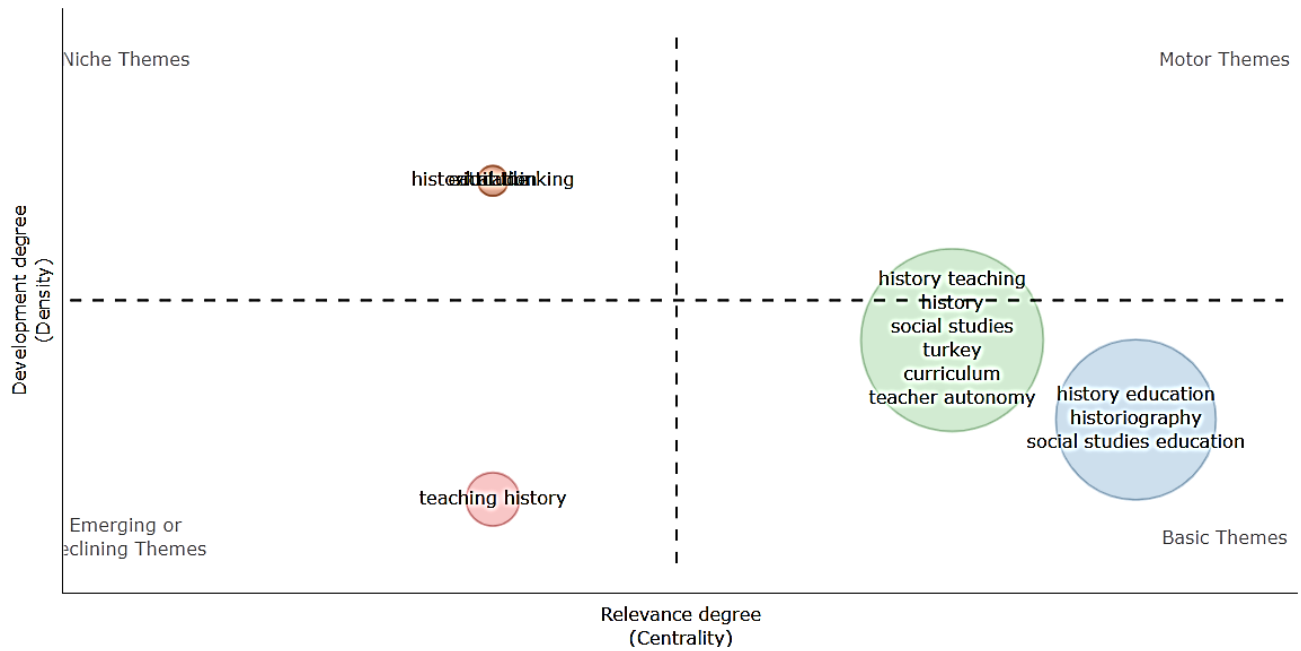 Niche Themes
Motor Themes
history teaching
history
social studies
turkey
curriculum
teacher autonomy
history education
historiography
social studies education
teaching history
Emerging or
eclining Themes
Basic Themes
Development degree
(Density)
Relevance degree
(Centrality)